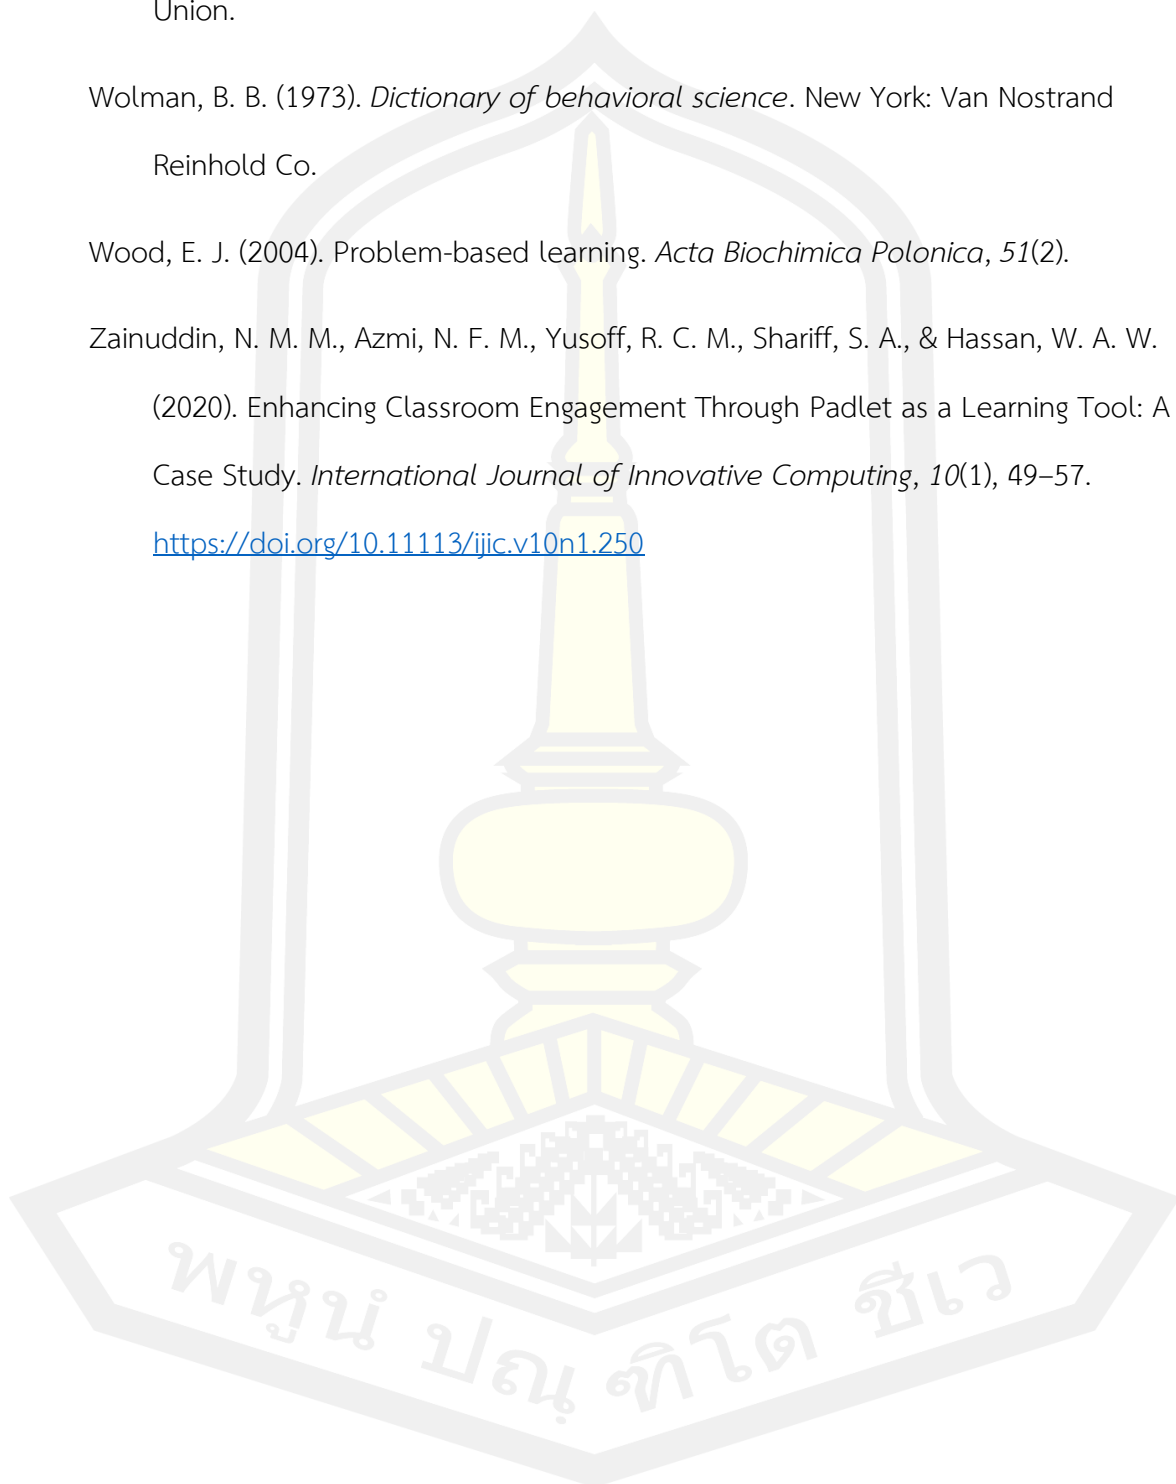 Union.
Wolman, B. B. (1973). Dictionary of behavioral science. New York: Van Nostrand
Reinhold Co.
Wood, E. J. (2004). Problem-based learning. Acta Biochimica Polonica, 51(2).
Zainuddin, N. M. M., Azmi, N. F. M., Yusoff, R. C. M., Shariff, S. A., & Hassan, W. A. W.
(2020). Enhancing Classroom Engagement Through Padlet as a Learning Tool: A
Case Study. International Journal of Innovative Computing, 10(1), 49–57.
https://doi.org/10.11113/ijic.v10n1.250
พหูนํ ปณฺ ฑิโต ชีเว